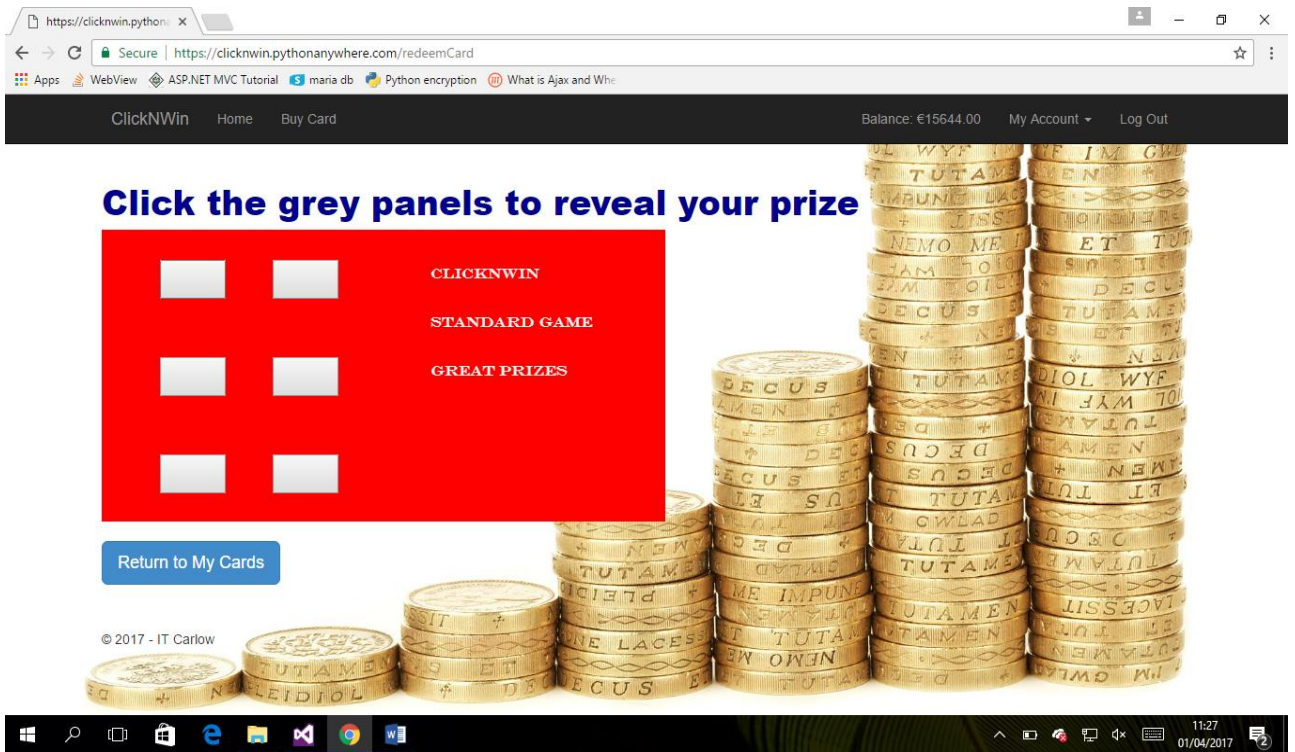 https://clicknwin.pythona
Secure | https://clicknwin.pythonanywhere.com/redeemCard
Apps WebView ASP.NET MVC Tutorial maria db Python encryption What is Ajax and Whe
ClickNWin Home Buy Card Balance: €15644.00 My Account Log Out
Click the grey panels to reveal your prize
CLICKNWIN
STANDARD GAME
GREAT PRIZES
Return to My Cards
© 2017 - IT Carlow
11:27
01/04/2017